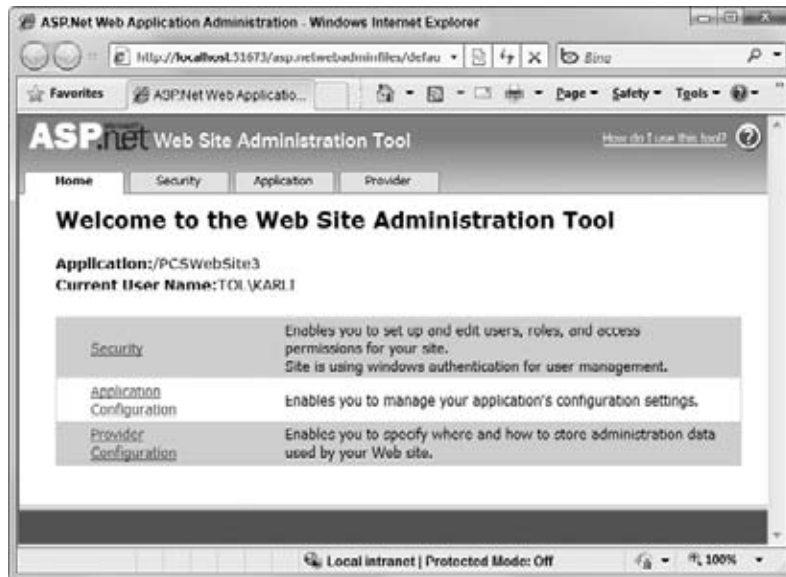 ASP.Net Web Application Administration - Windows Internet Explorer
http://localhost:51673/asp.netwebadminfiles/defau
Bing
Favorites
ASP.Net Web Applicatio...
Page
Safety
Tools
ASP.net Web Site Administration Tool
How do I use this tool? ?
Home Security Application Provider
Welcome to the Web Site Administration Tool
Application:/PCSWebSite3
Current User Name:TOL\KARLI
Security
Enables you to set up and edit users, roles, and access
permissions for your site.
Site is using windows authentication for user management.
Application
Configuration
Enables you to manage your application's configuration settings.
Provider
Configuration
Enables you to specify where and how to store administration data
used by your Web site.
Local intranet | Protected Mode: Off
100%